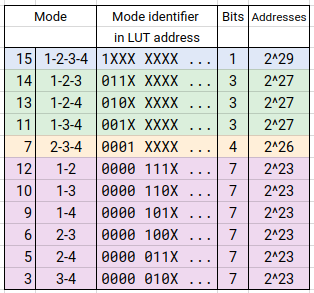 Mode Mode identifier Bits Addresses
in LUT address
15 1-2-3-4 1XXX XXXX ... 1 2^29
14 1-2-3 011X XXXX ... 3 2^27
13 1-2-4 010X XXXX ... 3 2^27
11 1-3-4 001X XXXX ... 3 2^27
7 2-3-4 0001 XXXX ... 4 2^26
12 1-2 0000 111X ... 7 2^23
10 1-3 0000 110X ... 7 2^23
9 1-4 0000 101X ... 7 2^23
6 2-3 0000 100X ... 7 2^23
5 2-4 0000 011X ... 7 2^23
3 3-4 0000 010X ... 7 2^23